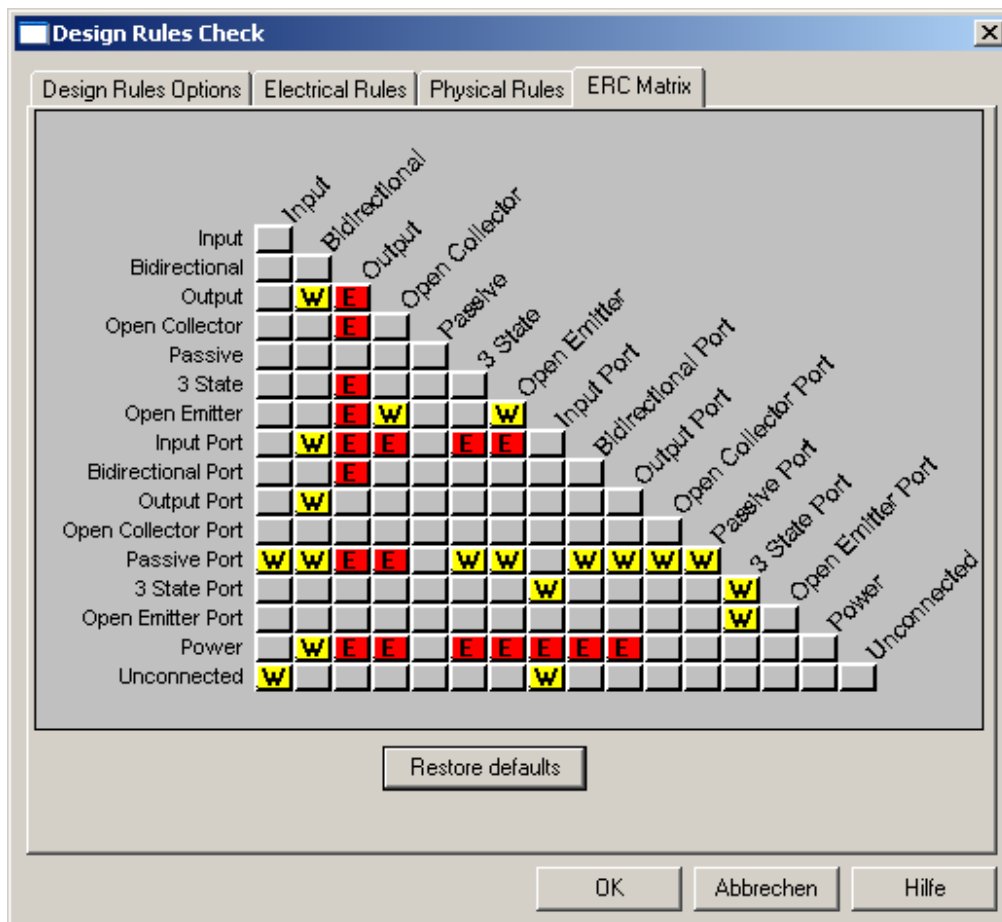 Design Rules Check
Design Rules Options Electrical Rules Physical Rules ERC Matrix
Input
Bidirectional
Output
Open Collector
Passive
3 State
Open Emitter
Input Port
Bidirectional Port
Output Port
Open Collector Port
Passive Port
3 State Port
Open Emitter Port
Power
Unconnected
Input
Bidirectional
Output W E
Open Collector E
Passive
3 State E
Open Emitter E W W
Input Port W E E E E
Bidirectional Port E
Output Port W
Open Collector Port
Passive Port W W E E W W W W W W
3 State Port W W
Open Emitter Port W
Power W E E E E E E E
Unconnected W W
Restore defaults
OK Abbrechen Hilfe